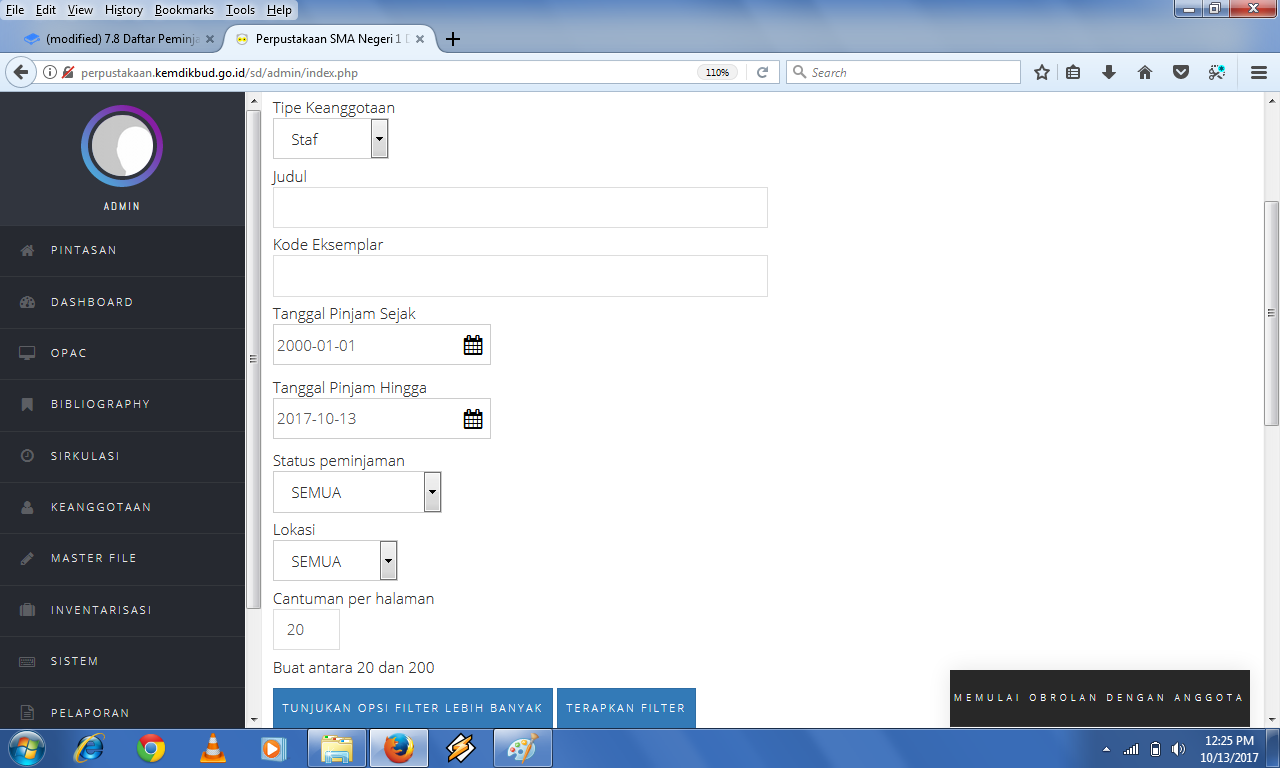 File Edit View History Bookmarks Tools Help
(modified) 7.8 Daftar Peminja
Perpustakaan SMA Negeri 1 D
perpustakaan.kemdikbud.go.id/sd/admin/index.php
110%
Search
ADMIN
PINTASAN
DASHBOARD
OPAC
BIBLIOGRAPHY
SIRKULASI
KEANGGOTAAN
MASTER FILE
INVENTARISASI
SISTEM
PELAPORAN
Tipe Keanggotaan
Staf
Judul
Kode Eksemplar
Tanggal Pinjam Sejak
2000-01-01
Tanggal Pinjam Hingga
2017-10-13
Status peminjaman
SEMUA
Lokasi
SEMUA
Cantuman per halaman
20
Buat antara 20 dan 200
TUNJUKAN OPSI FILTER LEBIH BANYAK TERAPKAN FILTER
MEMULAI OBROLAN DENGAN ANGGOTA
12:25 PM
10/13/2017